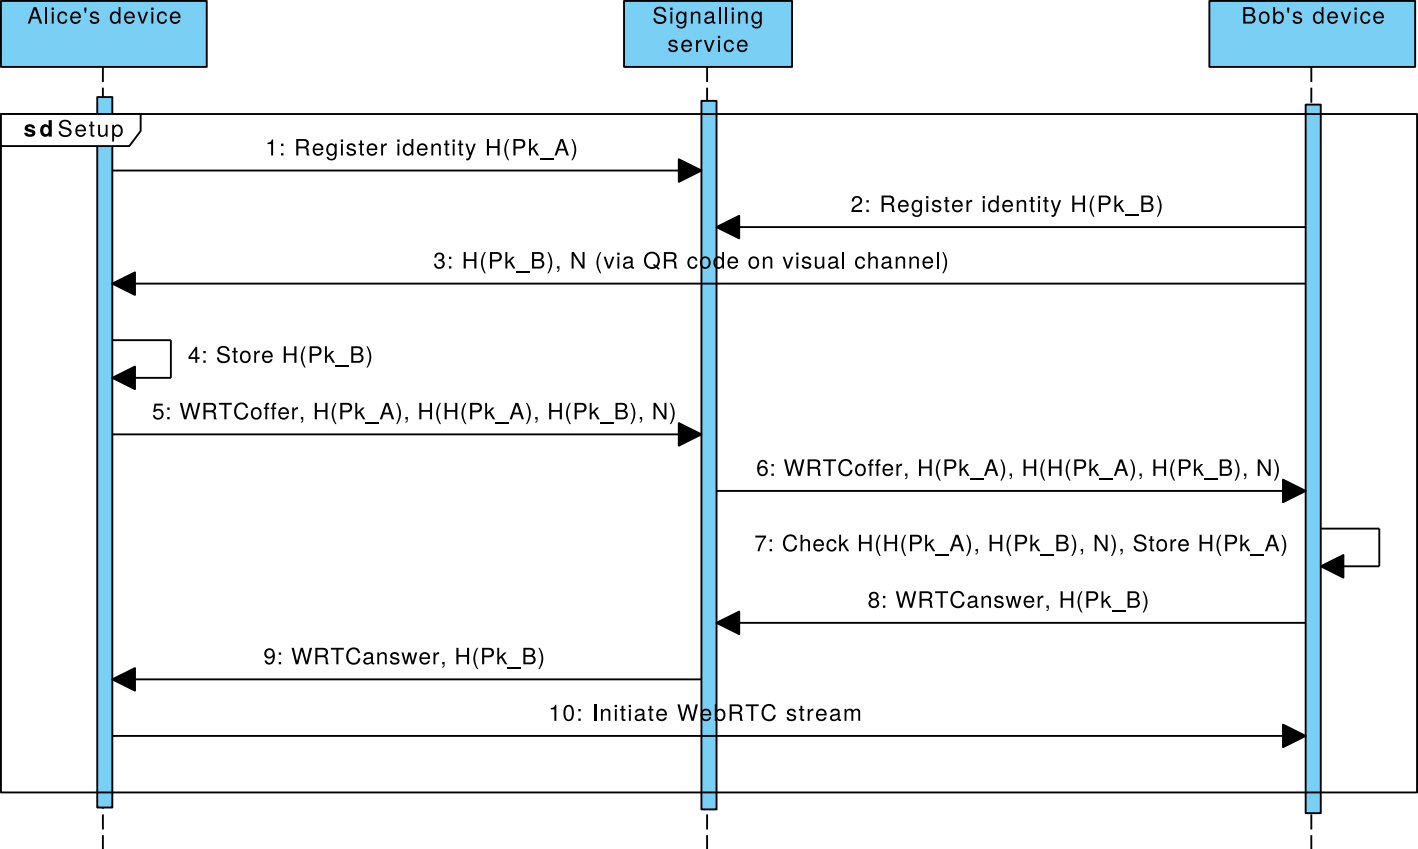 Alice's device
Signalling
service
Bob's device
sd Setup
1: Register identity H(Pk_A)
2: Register identity H(Pk_B)
3: H(Pk_B), N (via QR code on visual channel)
4: Store H(Pk_B)
5: WRTCoffer, H(Pk_A), H(H(Pk_A), H(Pk_B), N)
6: WRTCoffer, H(Pk_A), H(H(Pk_A), H(Pk_B), N)
7: Check H(H(Pk_A), H(Pk_B), N), Store H(Pk_A)
8: WRTCanswer, H(Pk_B)
9: WRTCanswer, H(Pk_B)
10: Initiate WebRTC stream